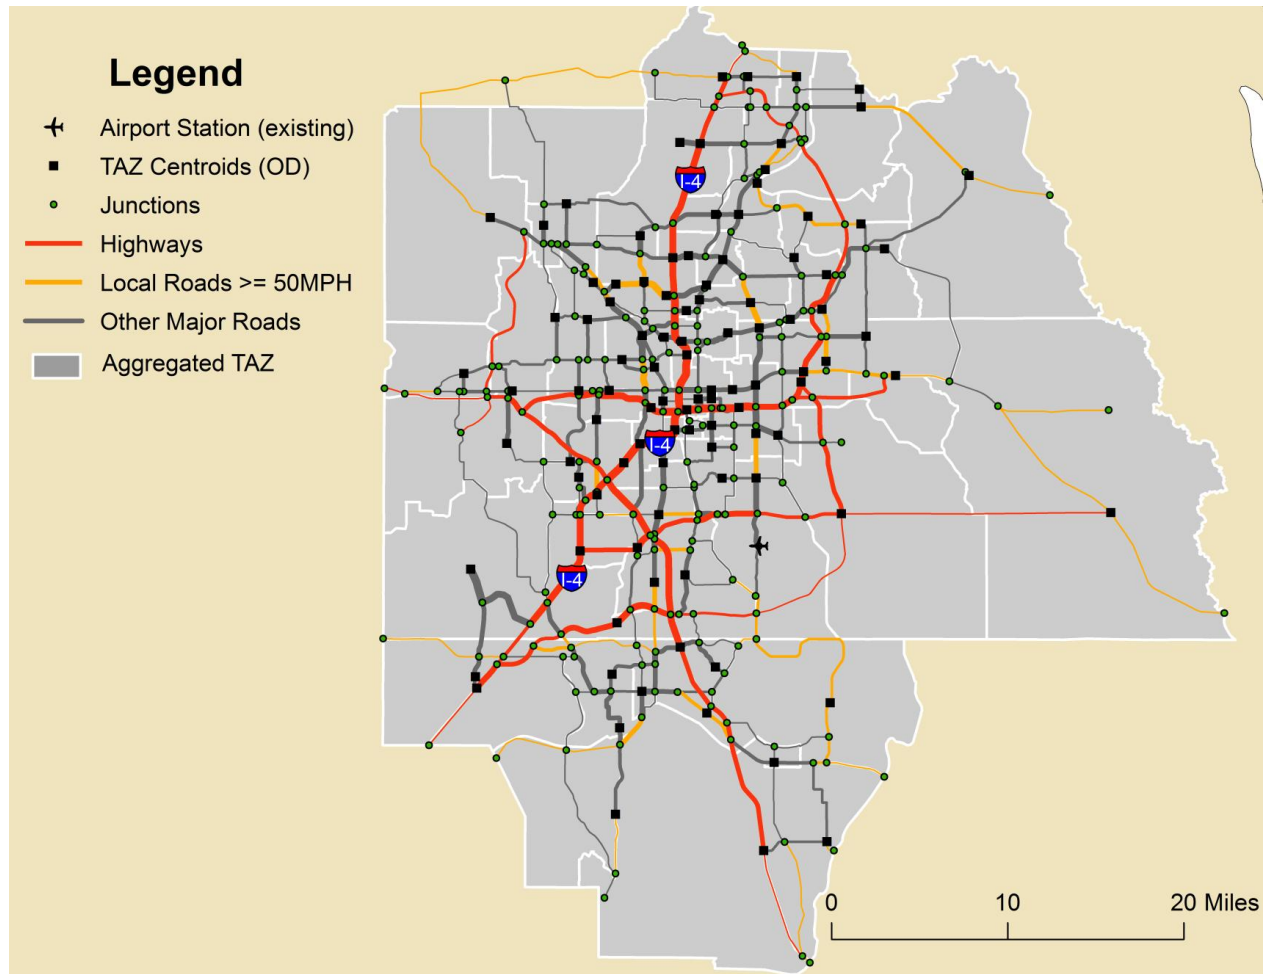 Legend
Airport Station (existing)
TAZ Centroids (OD)
Junctions
Highways
Local Roads >= 50MPH
Other Major Roads
Aggregated TAZ
I-4
I-4
I-4
0 10 20 Miles